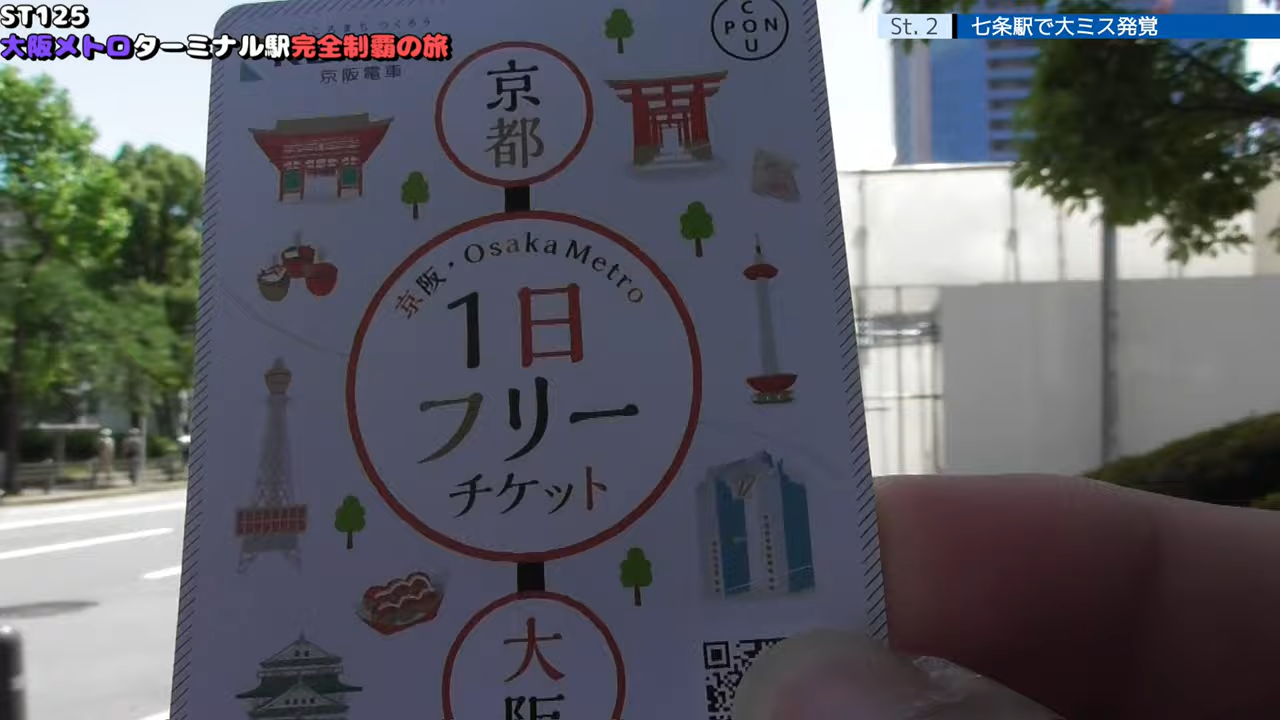 ST125
大阪メトロターミナル駅完全制覇の旅
St. 2 七条駅で大ミス発覚
COUPON
京阪電車
京都
京阪・Osaka Metro
1日
フリー
チケット
大阪